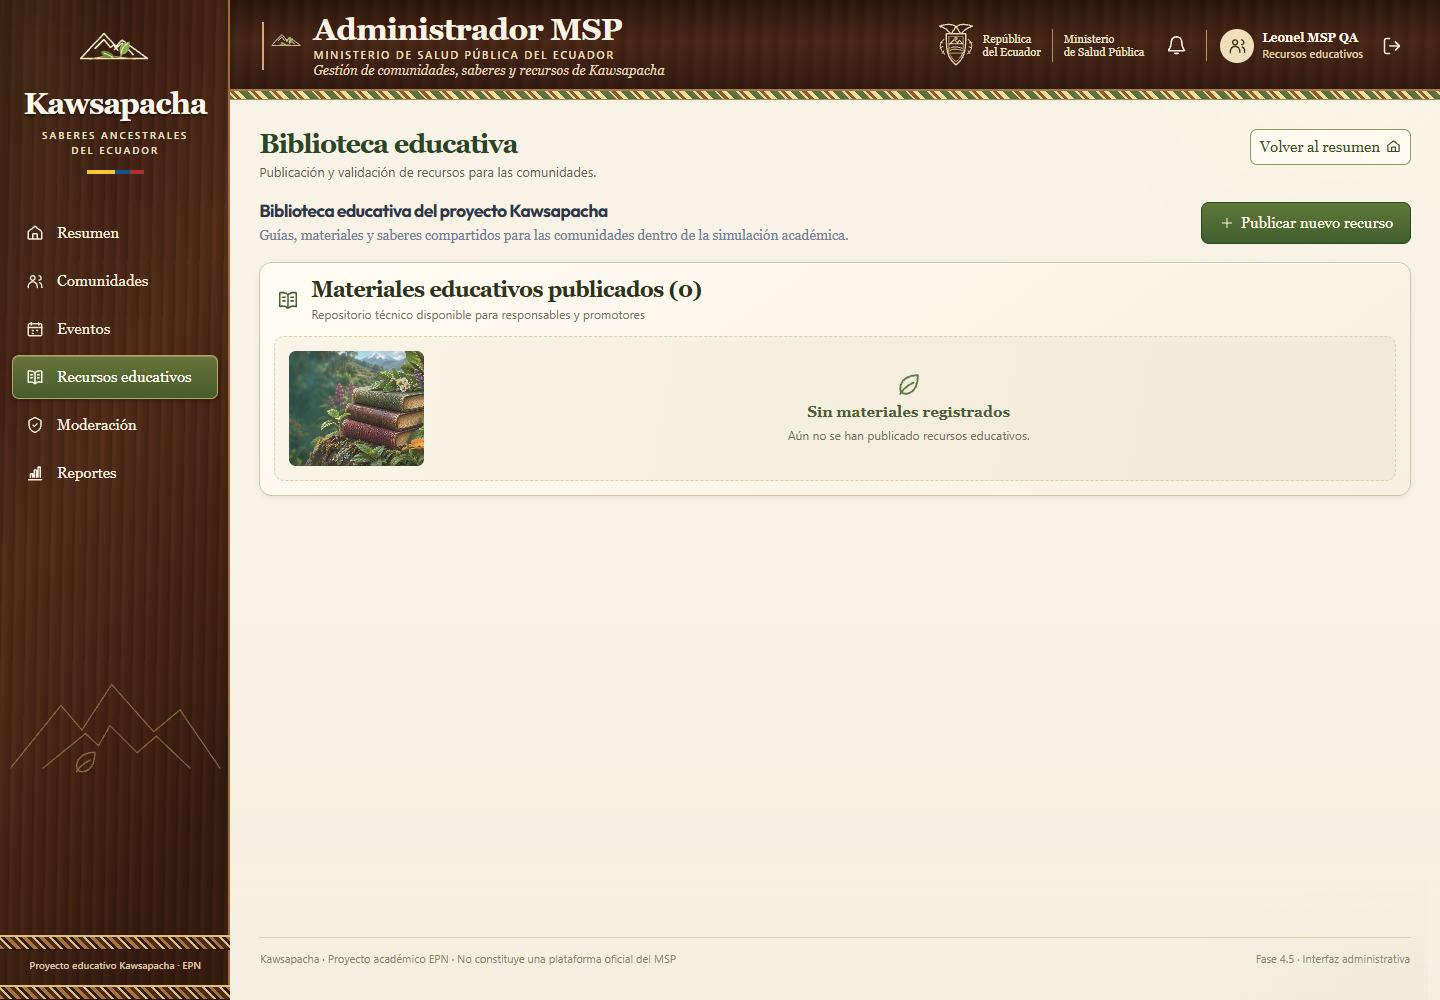 Kawsapacha
SABERES ANCESTRALES
DEL ECUADOR
Resumen
Comunidades
Eventos
Recursos educativos
Moderación
Reportes
Proyecto educativo Kawsapacha · EPN
Administrador MSP
MINISTERIO DE SALUD PÚBLICA DEL ECUADOR
Gestión de comunidades, saberes y recursos de Kawsapacha
República
del Ecuador
Ministerio
de Salud Pública
Leonel MSP QA
Recursos educativos
Biblioteca educativa
Publicación y validación de recursos para las comunidades.
Volver al resumen
Biblioteca educativa del proyecto Kawsapacha
Guías, materiales y saberes compartidos para las comunidades dentro de la simulación académica.
Publicar nuevo recurso
Materiales educativos publicados (0)
Repositorio técnico disponible para responsables y promotores
Sin materiales registrados
Aún no se han publicado recursos educativos.
Kawsapacha · Proyecto académico EPN · No constituye una plataforma oficial del MSP
Fase 4.5 · Interfaz administrativa